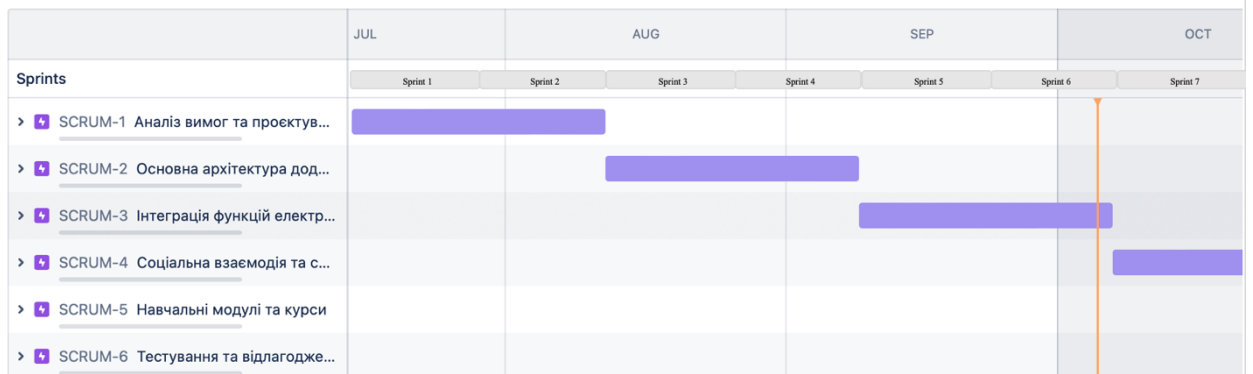 JUL AUG SEP OCT
Sprints Sprint 1 Sprint 2 Sprint 3 Sprint 4 Sprint 5 Sprint 6 Sprint 7
SCRUM-1 Аналіз вимог та проєктув...
SCRUM-2 Основна архітектура дод...
SCRUM-3 Інтеграція функцій електр...
SCRUM-4 Соціальна взаємодія та с...
SCRUM-5 Навчальні модулі та курси
SCRUM-6 Тестування та відлагодже...